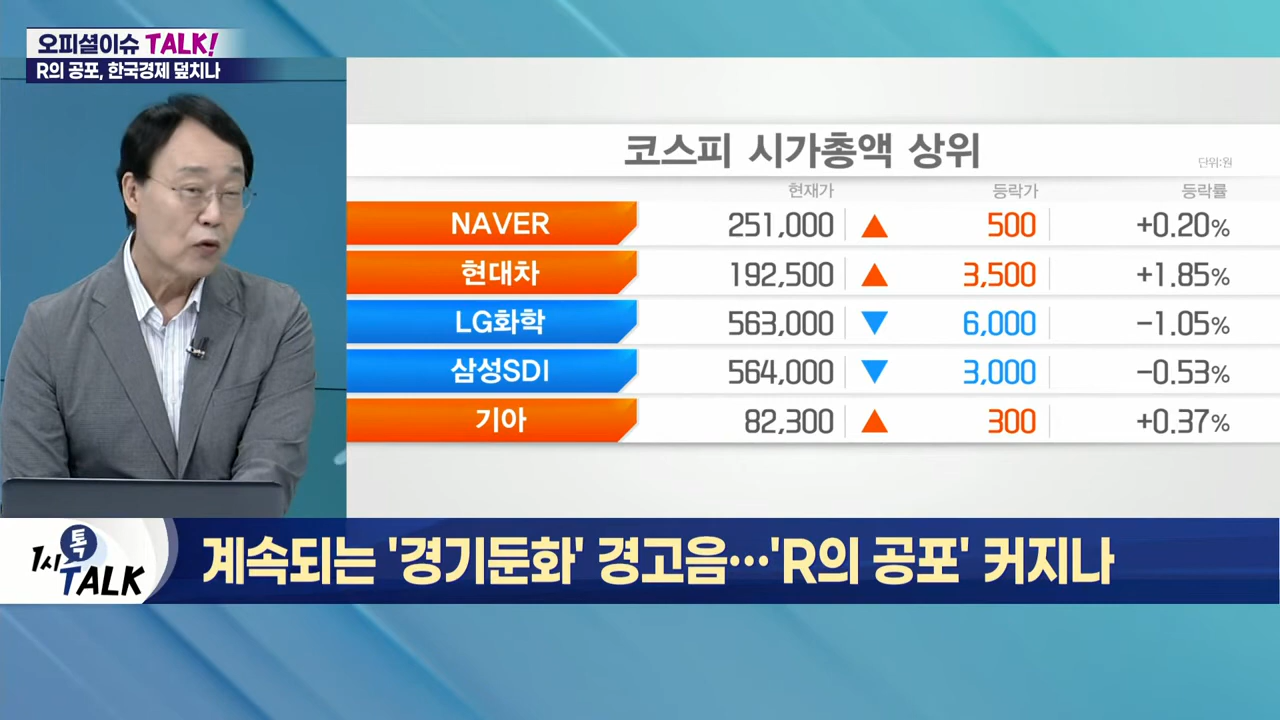 오피셜이슈 TALK!
R의 공포, 한국경제 덮치나
코스피 시가총액 상위
단위:원
현재가 등락가 등락률
NAVER 251,000 ▲ 500 +0.20%
현대차 192,500 ▲ 3,500 +1.85%
LG화학 563,000 ▼ 6,000 -1.05%
삼성SDI 564,000 ▼ 3,000 -0.53%
기아 82,300 ▲ 300 +0.37%
1시 톡 TALK
계속되는 '경기둔화' 경고음…'R의 공포' 커지나